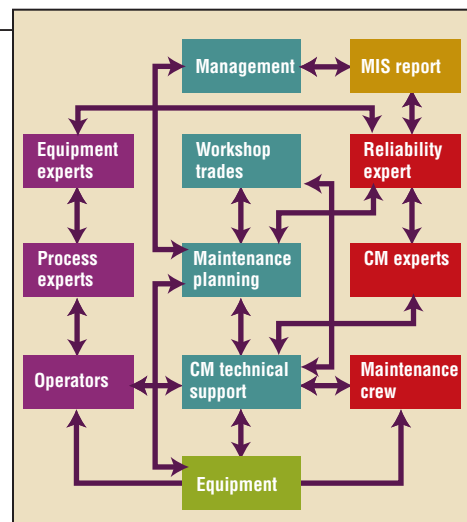 Management
MIS report
Equipment
experts
Workshop
trades
Reliability
expert
Process
experts
Maintenance
planning
CM experts
Operators
CM technical
support
Maintenance
crew
Equipment